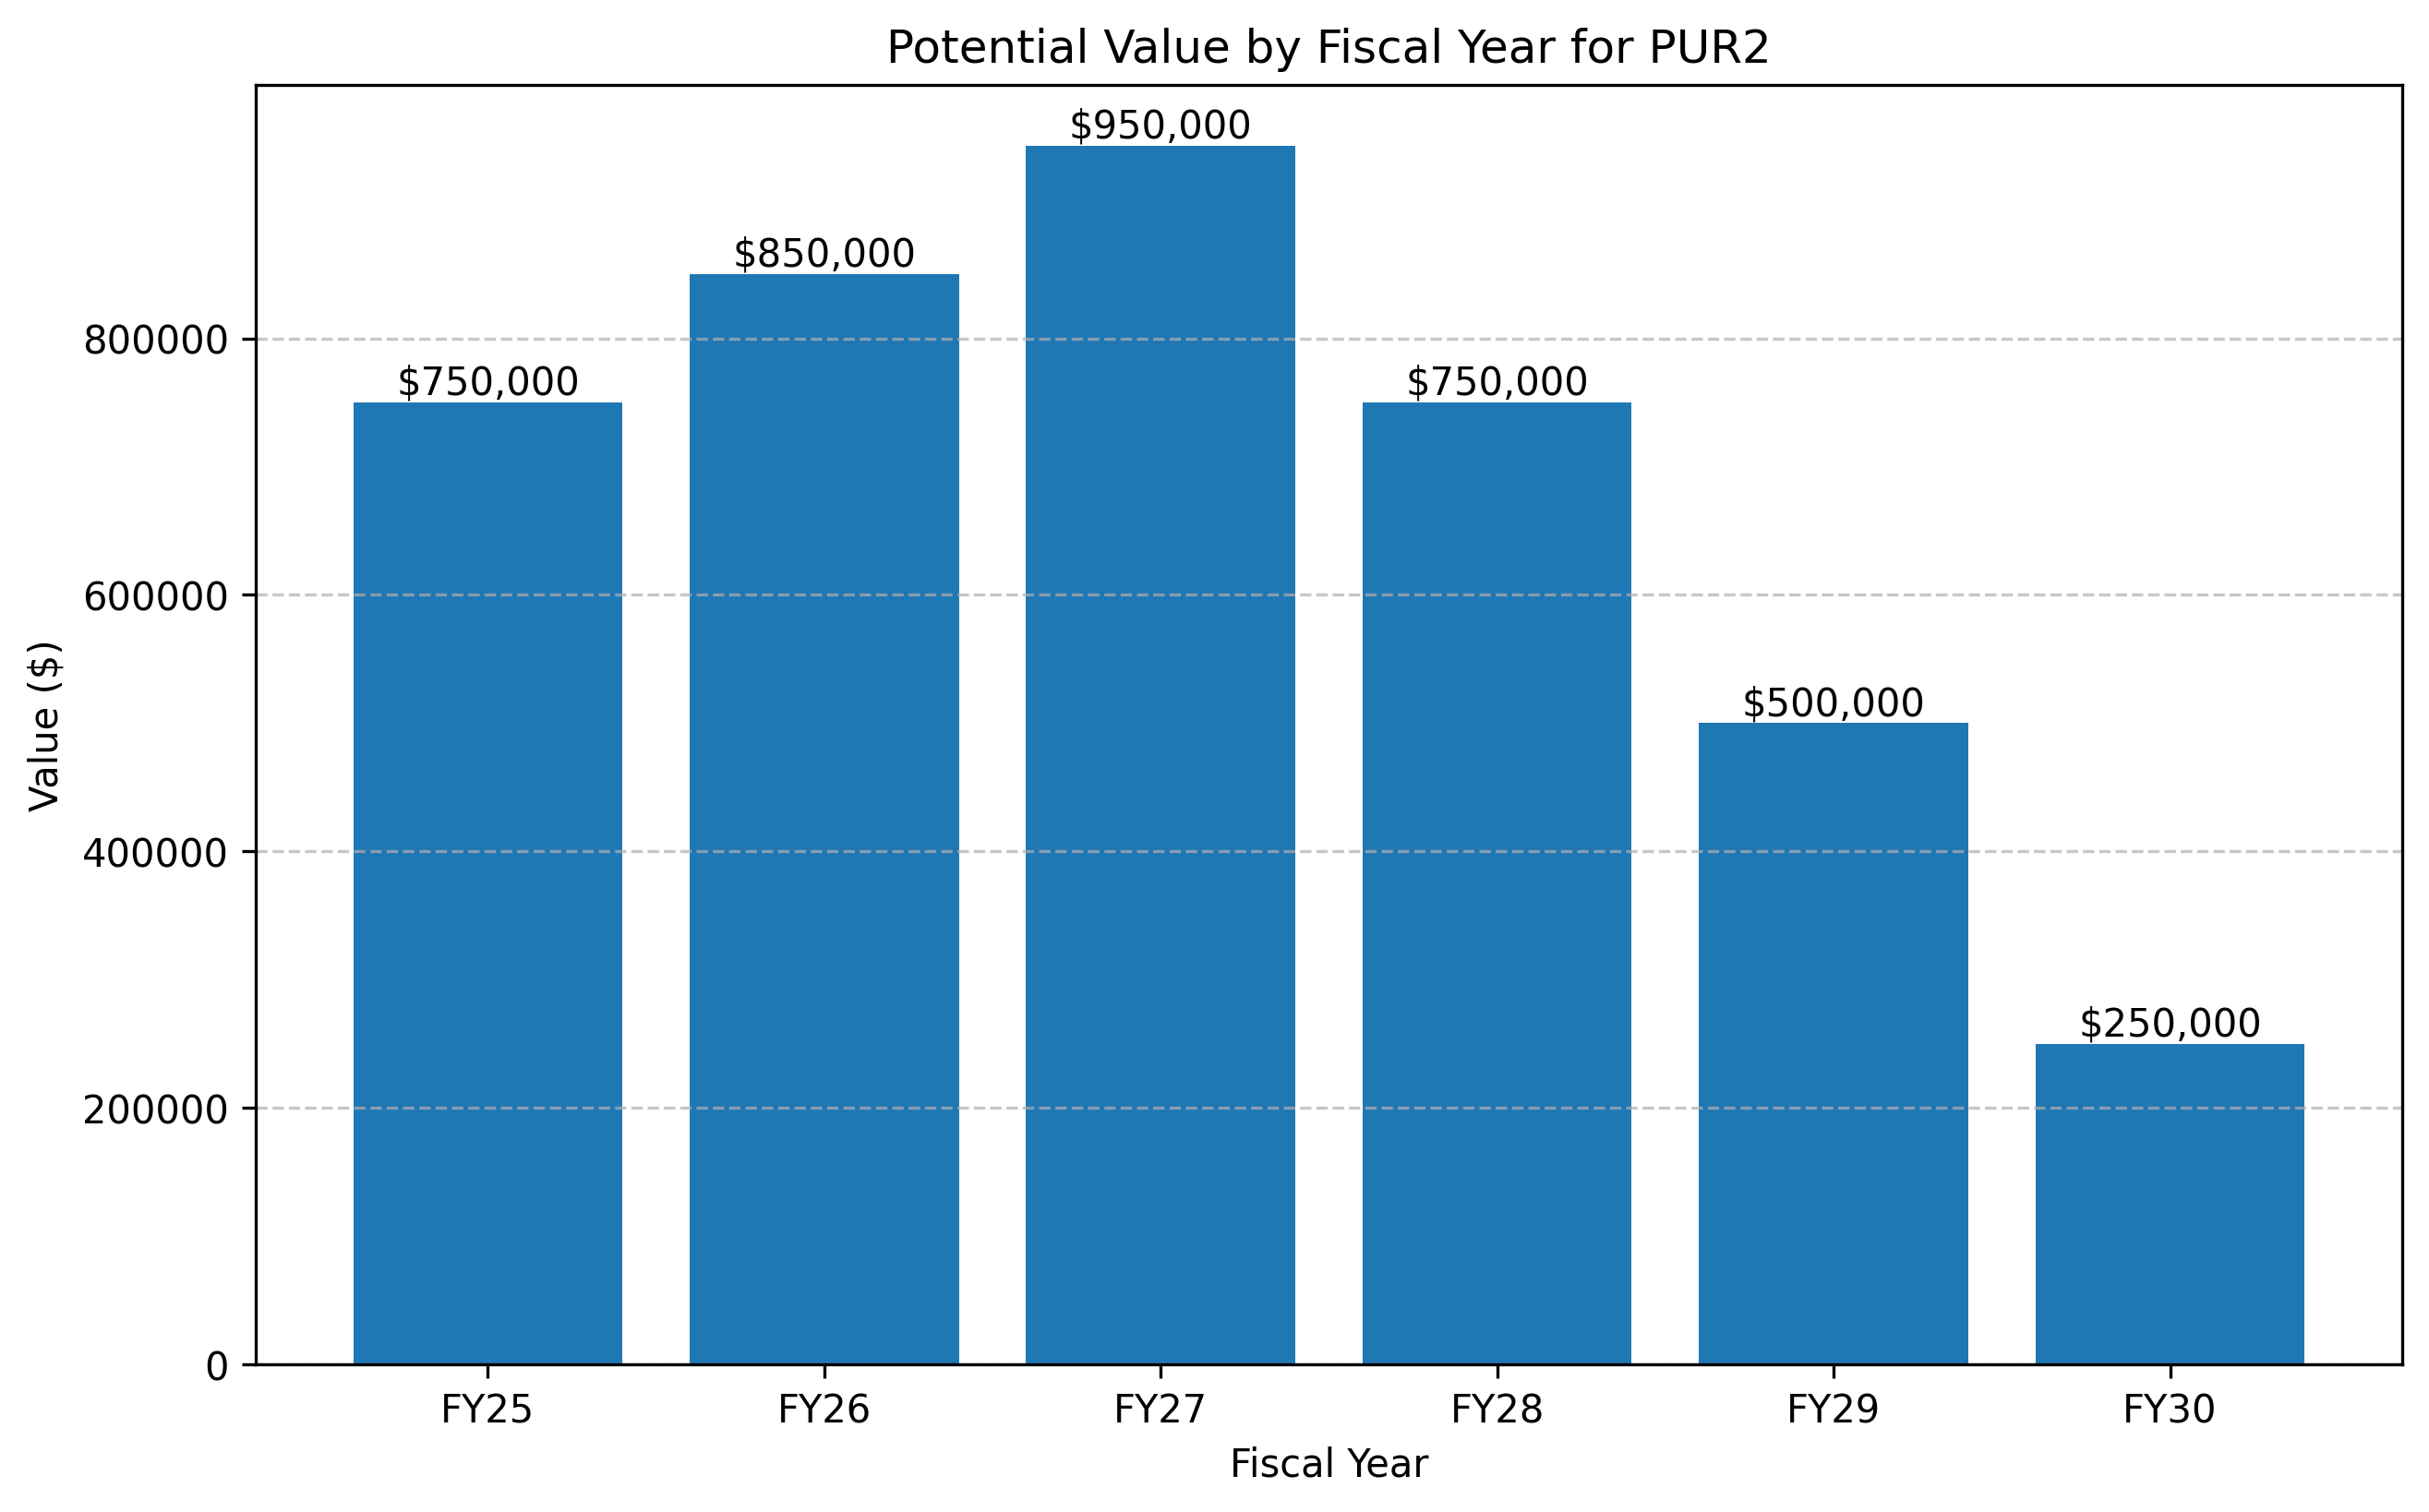 Potential Value by Fiscal Year for PUR2
$950,000
$850,000
$750,000
$750,000
$500,000
$250,000
800000
600000
400000
200000
0
Value ($)
FY25 FY26 FY27 FY28 FY29 FY30
Fiscal Year